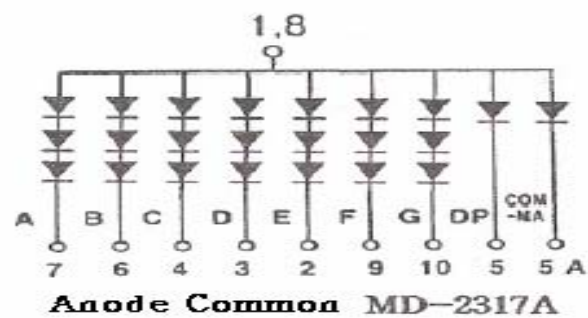 1,8
A B C D E F G DP COM
-MA
7 6 4 3 2 9 10 5 5 A
Anode Common MD-2317A